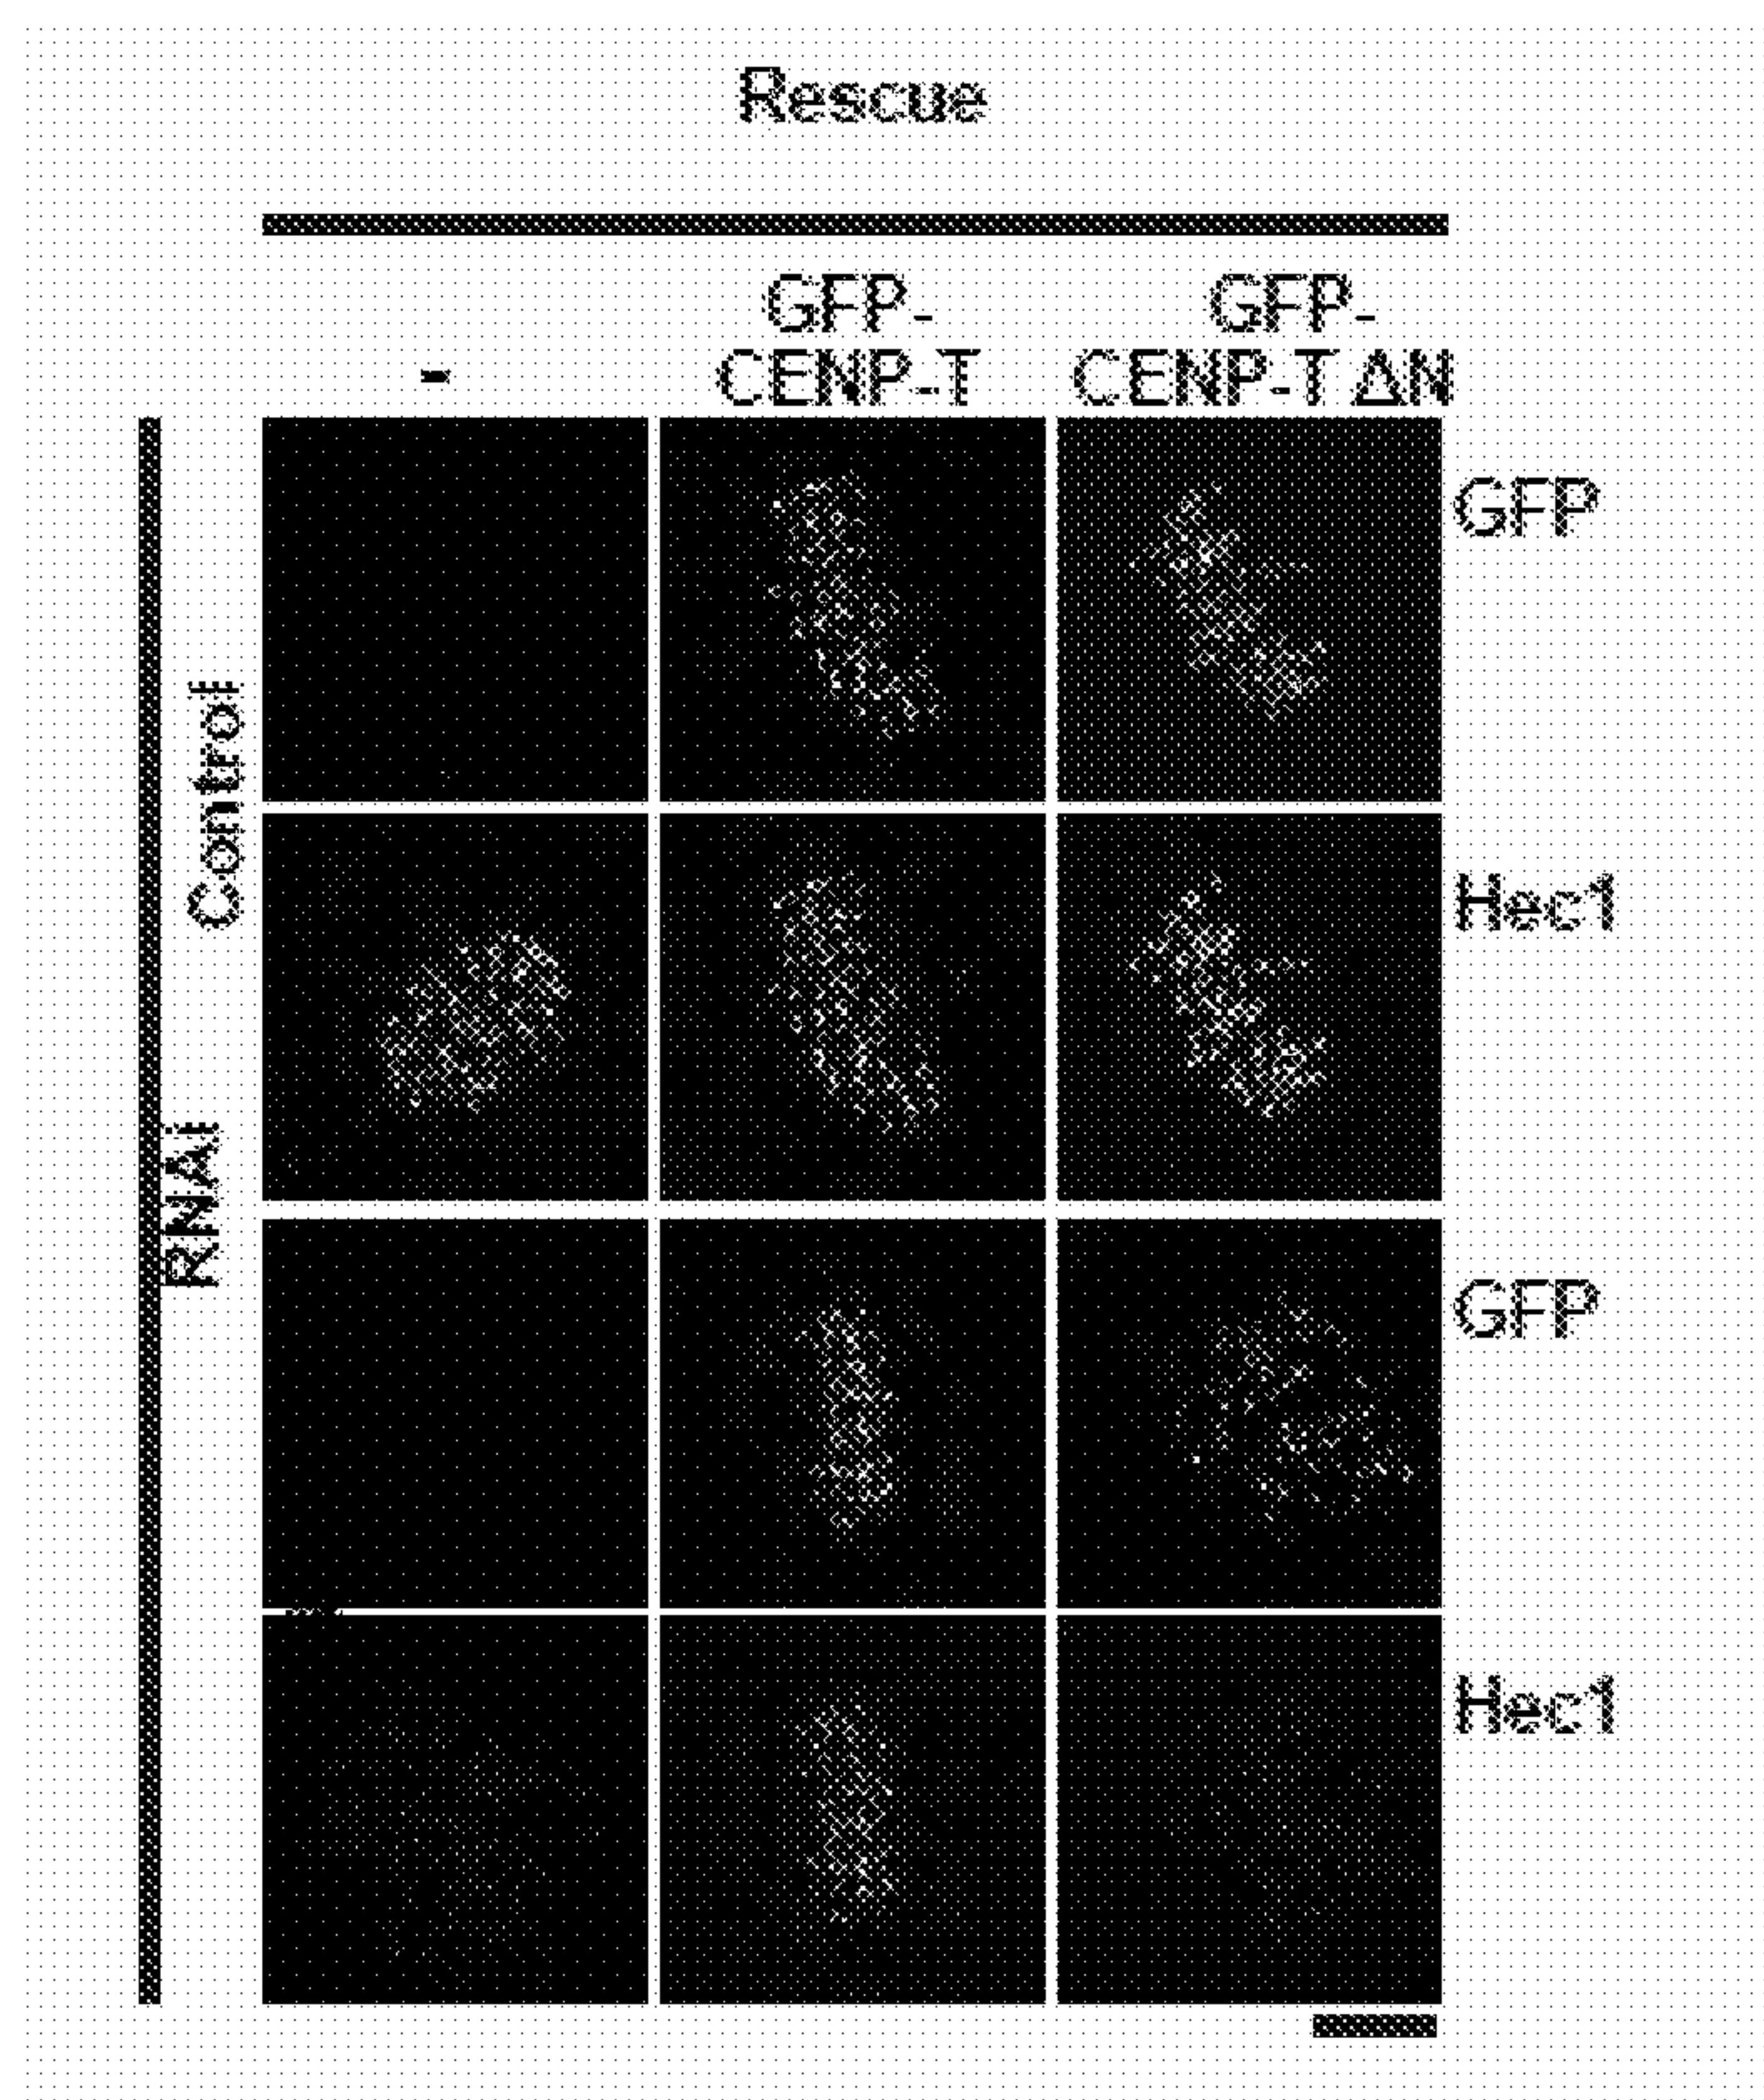 Rescue
-
GFP-
CENP-T
GFP-
CENP-T ΔN
GFP
Control
Hec1
RNAi
GFP
Hec1